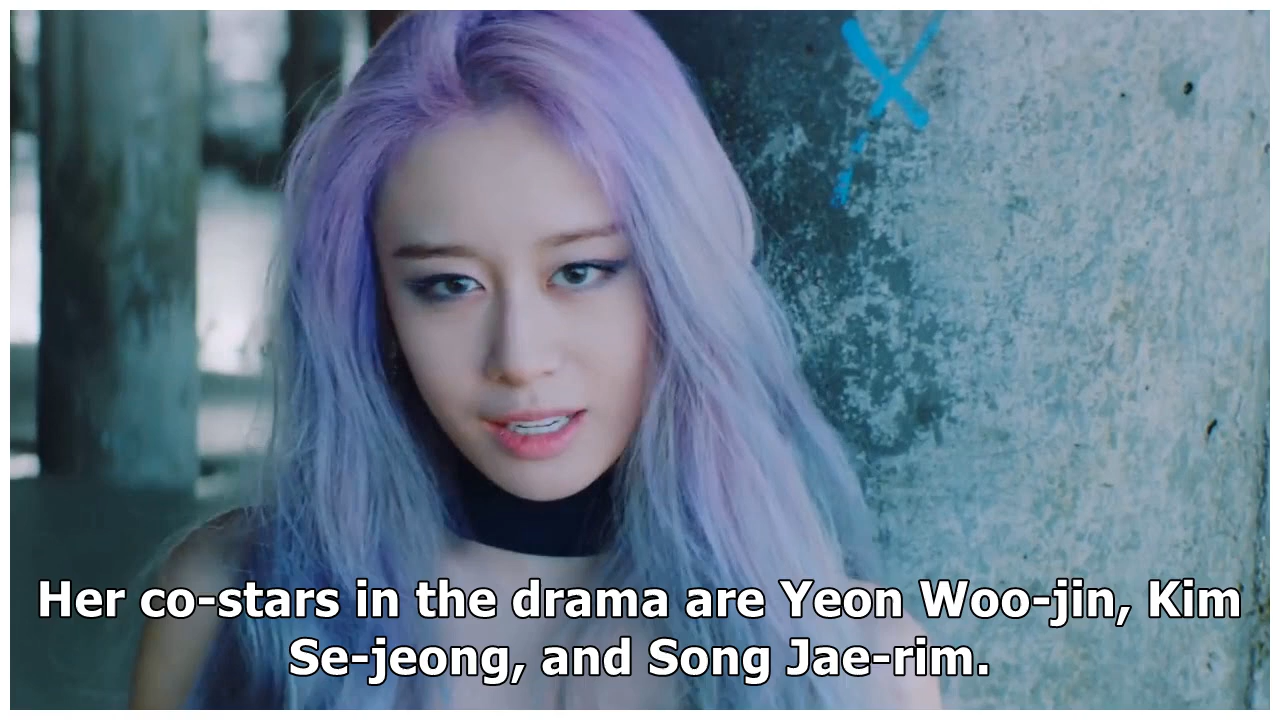 Her co-stars in the drama are Yeon Woo-jin, Kim
Se-jeong, and Song Jae-rim.